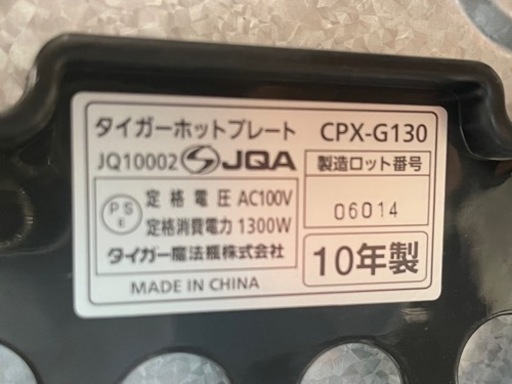 タイガーホットプレート CPX-G130
JQ10002 JQA
製造ロット番号
06014
PS
E
定格電圧 AC100V
定格消費電力 1300W
タイガー魔法瓶株式会社
10年製
MADE IN CHINA